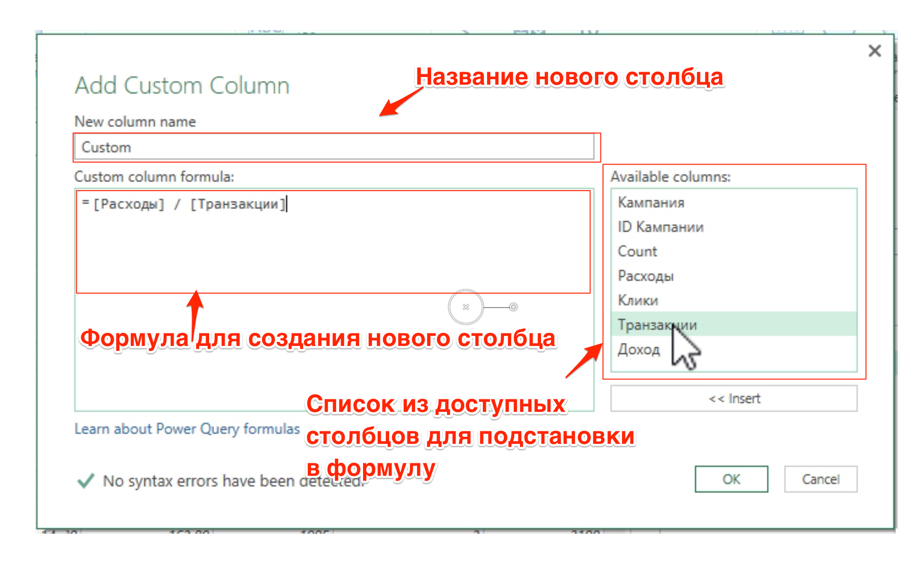 Add Custom Column
Название нового столбца
New column name
Custom
Custom column formula:
Available columns:
= [Расходы] / [Транзакции]
Кампания
ID Кампании
Count
Расходы
Клики
Транзакции
Доход
Формула для создания нового столбца
<< Insert
Список из доступных
столбцов для подстановки
в формулу
Learn about Power Query formulas
No syntax errors have been detected.
OK
Cancel